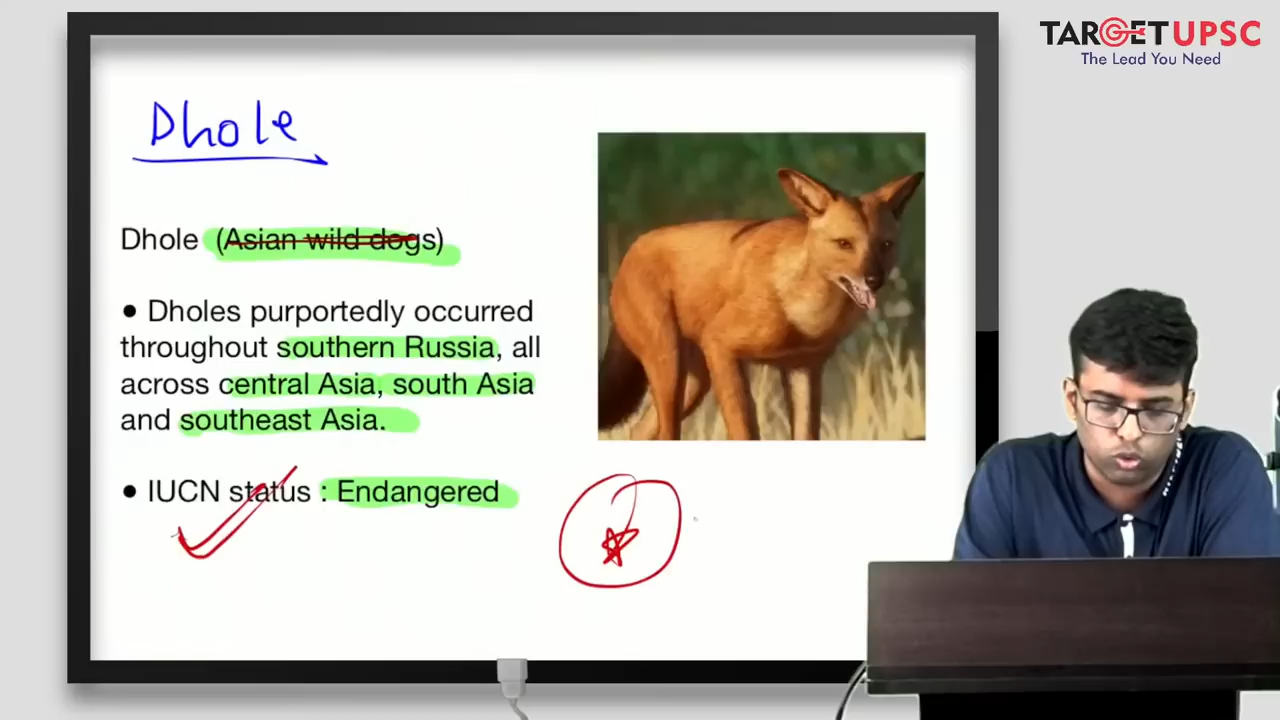 TARGET UPSC
The Lead You Need
Dhole
Dhole (Asian wild dogs)
● Dholes purportedly occurred
throughout southern Russia, all
across central Asia, south Asia
and southeast Asia.
● IUCN status : Endangered